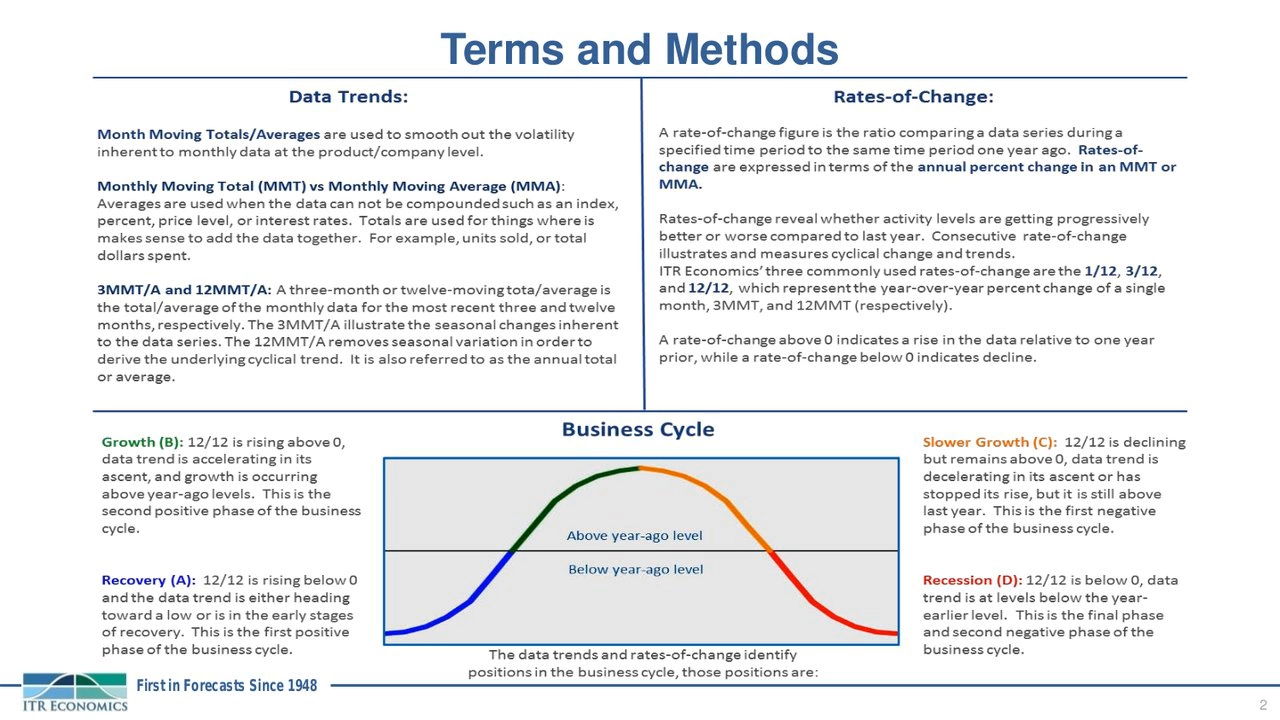 Terms and Methods
Data Trends:
Month Moving Totals/Averages are used to smooth out the volatility
inherent to monthly data at the product/company level.
Monthly Moving Total (MMT) vs Monthly Moving Average (MMA):
Averages are used when the data can not be compounded such as an index,
percent, price level, or interest rates.  Totals are used for things where is
makes sense to add the data together.  For example, units sold, or total
dollars spent.
3MMT/A and 12MMT/A: A three-month or twelve-moving tota/average is
the total/average of the monthly data for the most recent three and twelve
months, respectively. The 3MMT/A illustrate the seasonal changes inherent
to the data series. The 12MMT/A removes seasonal variation in order to
derive the underlying cyclical trend.  It is also referred to as the annual total
or average.
Rates-of-Change:
A rate-of-change figure is the ratio comparing a data series during a
specified time period to the same time period one year ago.  Rates-of-
change are expressed in terms of the annual percent change in an MMT or
MMA.
Rates-of-change reveal whether activity levels are getting progressively
better or worse compared to last year.  Consecutive  rate-of-change
illustrates and measures cyclical change and trends.
ITR Economics' three commonly used rates-of-change are the 1/12, 3/12,
and 12/12, which represent the year-over-year percent change of a single
month, 3MMT, and 12MMT (respectively).
A rate-of-change above 0 indicates a rise in the data relative to one year
prior, while a rate-of-change below 0 indicates decline.
Business Cycle
Growth (B): 12/12 is rising above 0,
data trend is accelerating in its
ascent, and growth is occurring
above year-ago levels.  This is the
second positive phase of the business
cycle.
Recovery (A):  12/12 is rising below 0
and the data trend is either heading
toward a low or is in the early stages
of recovery.  This is the first positive
phase of the business cycle.
Above year-ago level
Below year-ago level
The data trends and rates-of-change identify
positions in the business cycle, those positions are:
Slower Growth (C):  12/12 is declining
but remains above 0, data trend is
decelerating in its ascent or has
stopped its rise, but it is still above
last year.  This is the first negative
phase of the business cycle.
Recession (D): 12/12 is below 0, data
trend is at levels below the year-
earlier level.  This is the final phase
and second negative phase of the
business cycle.
ITR ECONOMICS
First in Forecasts Since 1948
2